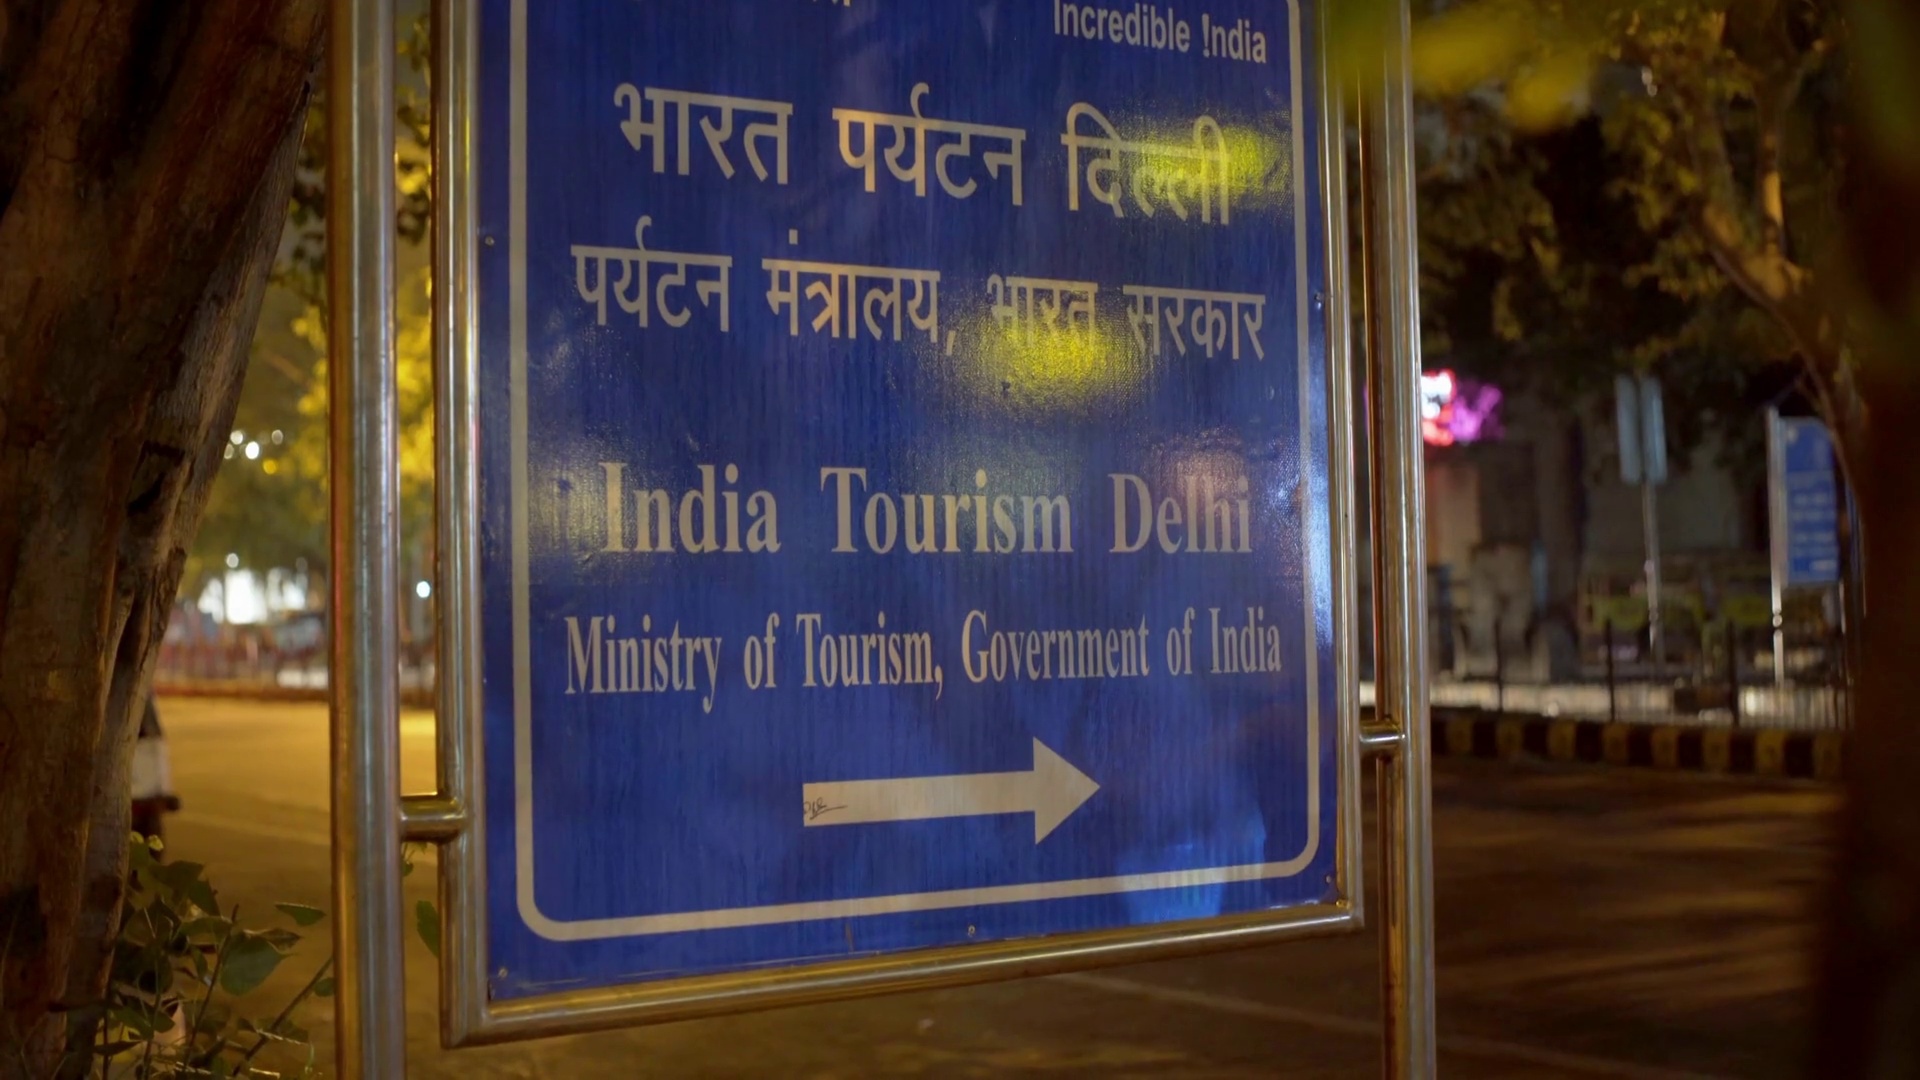 Incredible !ndia
भारत पर्यटन दिल्ली
पर्यटन मंत्रालय, भारत सरकार
India Tourism Delhi
Ministry of Tourism, Government of India